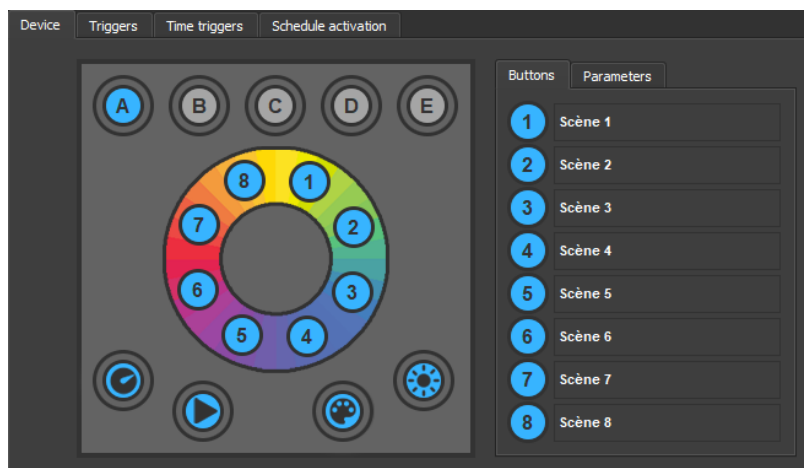 Device Triggers Time triggers Schedule activation
A B C D E
8 1
7 2
6 3
5 4
Buttons Parameters
1 Scène 1
2 Scène 2
3 Scène 3
4 Scène 4
5 Scène 5
6 Scène 6
7 Scène 7
8 Scène 8